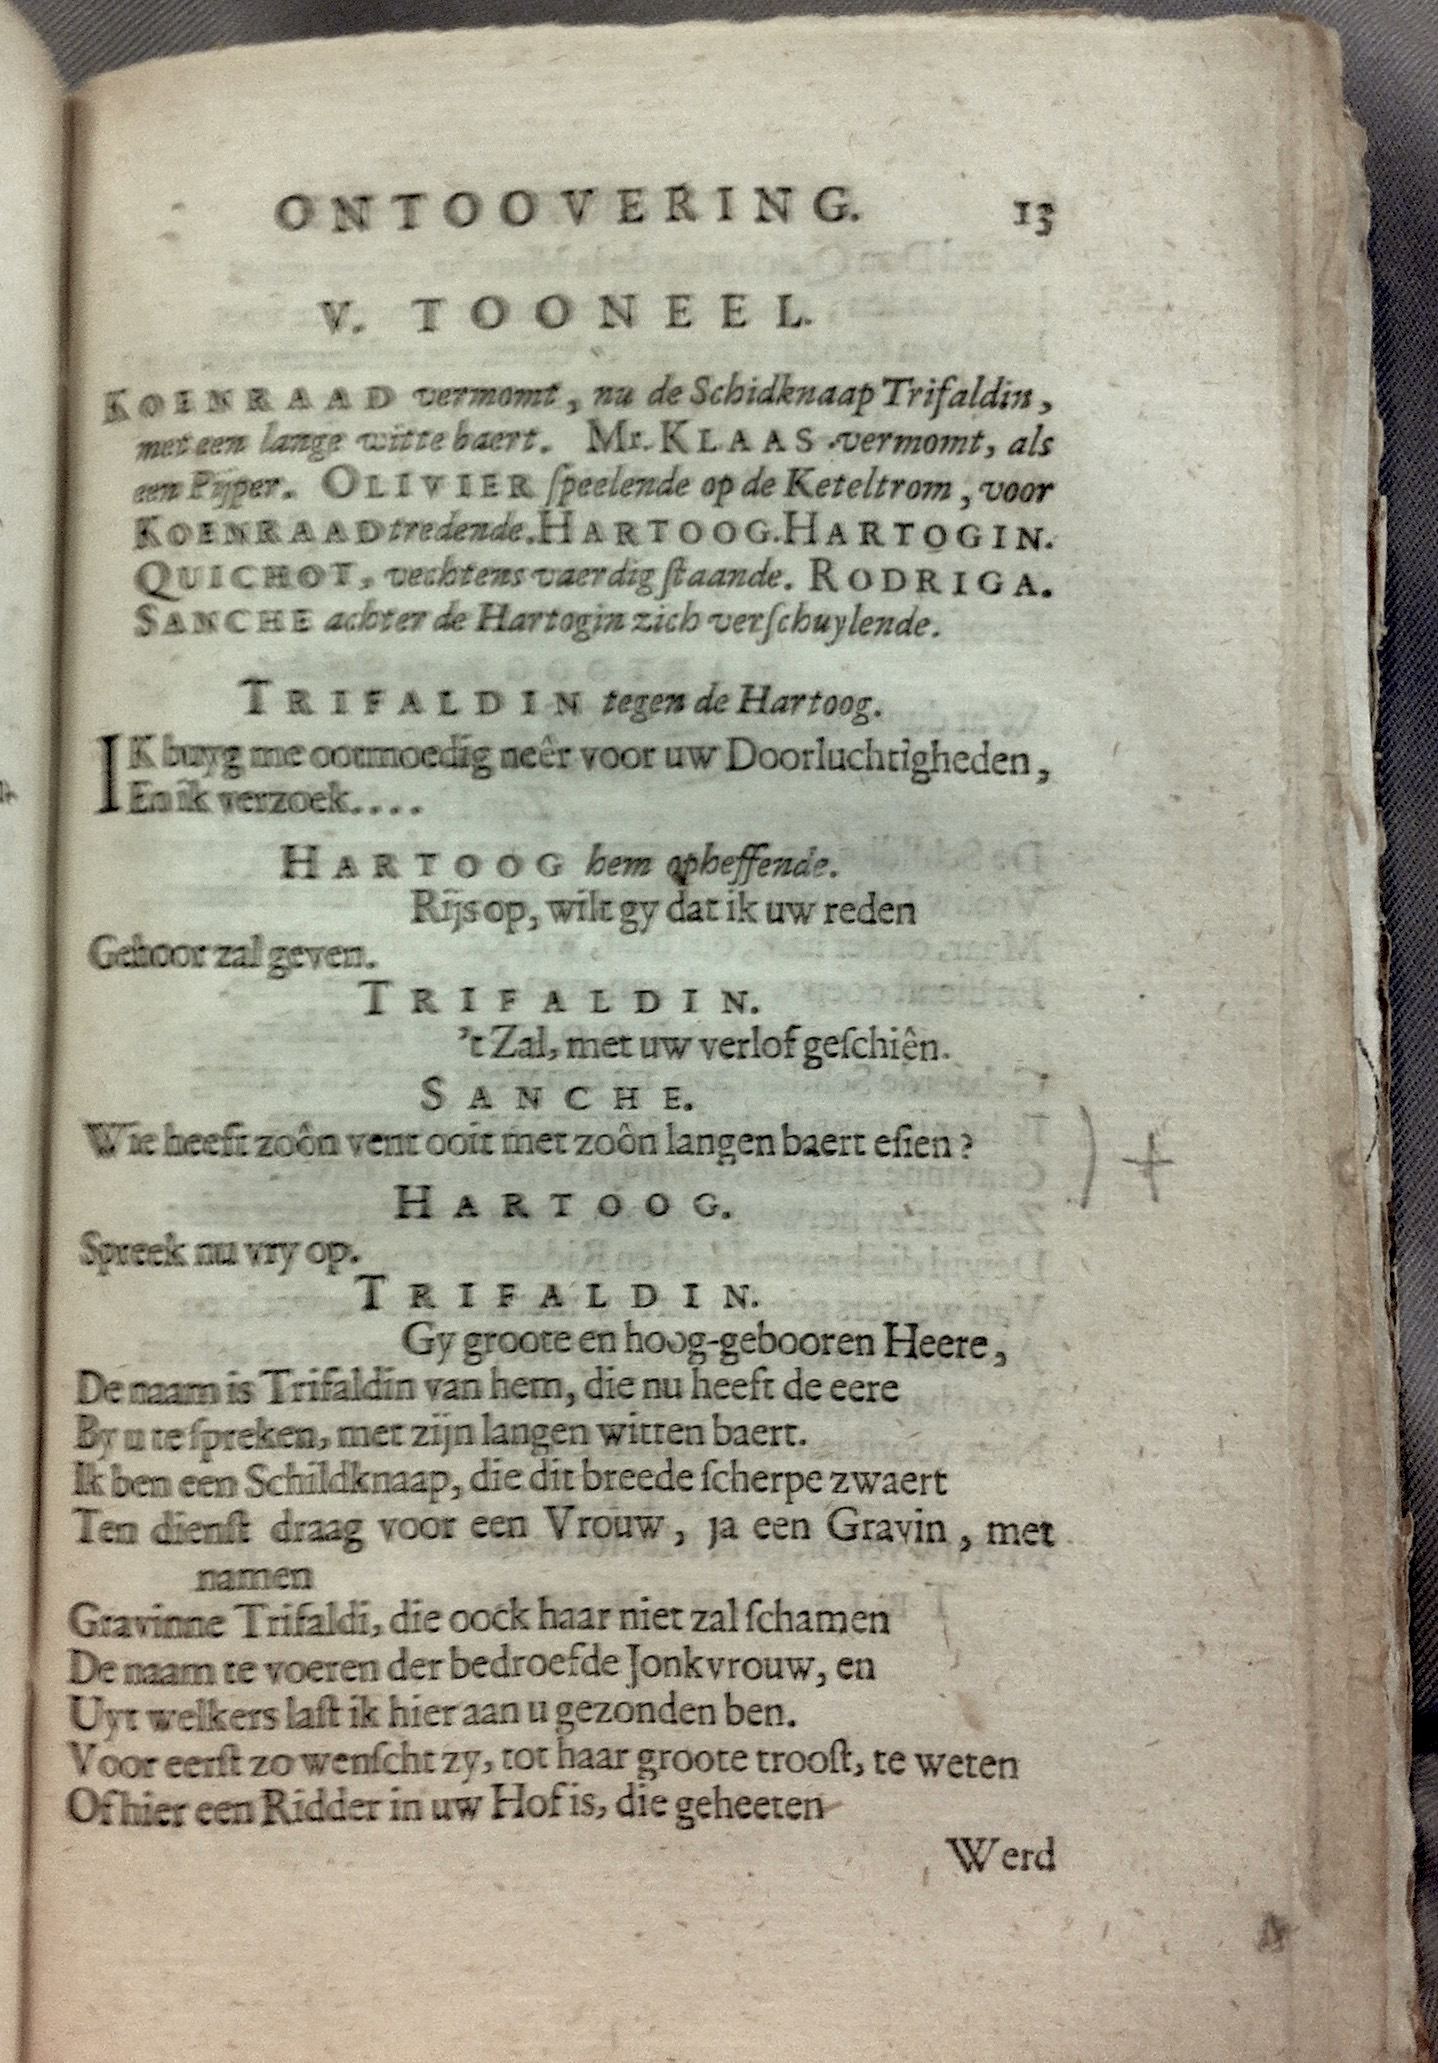 ONTOOVERING. 13
V. TOONEEL.
KOENRAAD vermomt, nu de Schidknaap Trifaldin,
met een lange witte baert. Mr. KLAAS vermomt, als
een Pijper. OLIVIER ſpeelende op de Keteltrom, voor
KOENRAAD tredende. HARTOOG. HARTOGIN.
QUICHOT, vechtens vaerdig ſtaande. RODRIGA.
SANCHE achter de Hartogin zich verſchuylende.
TRIFALDIN tegen de Hartoog.
IK buyg me ootmoedig neêr voor uw Doorluchtigheden,
En ik verzoek....
HARTOOG hem opheffende.
Rijs op, wilt gy dat ik uw reden
Gehoor zal geven.
TRIFALDIN.
't Zal, met uw verlof geſchiên.
SANCHE.
Wie heeft zoôn vent ooit met zoôn langen baert eſien?
HARTOOG.
Spreek nu vry op.
TRIFALDIN.
Gy groote en hoog-gebooren Heere,
De naam is Trifaldin van hem, die nu heeft de eere
By u te ſpreken, met zijn langen witten baert.
Ik ben een Schildknaap, die dit breede ſcherpe zwaert
Ten dienſt draag voor een Vrouw, ja een Gravin, met
namen
Gravinne Trifaldi, die oock haar niet zal ſchamen
De naam te voeren der bedroefde Jonkvrouw, en
Uyt welkers laſt ik hier aan u gezonden ben.
Voor eerſt zo wenſcht zy, tot haar groote trooſt, te weten
Of hier een Ridder in uw Hof is, die geheeten
Werd